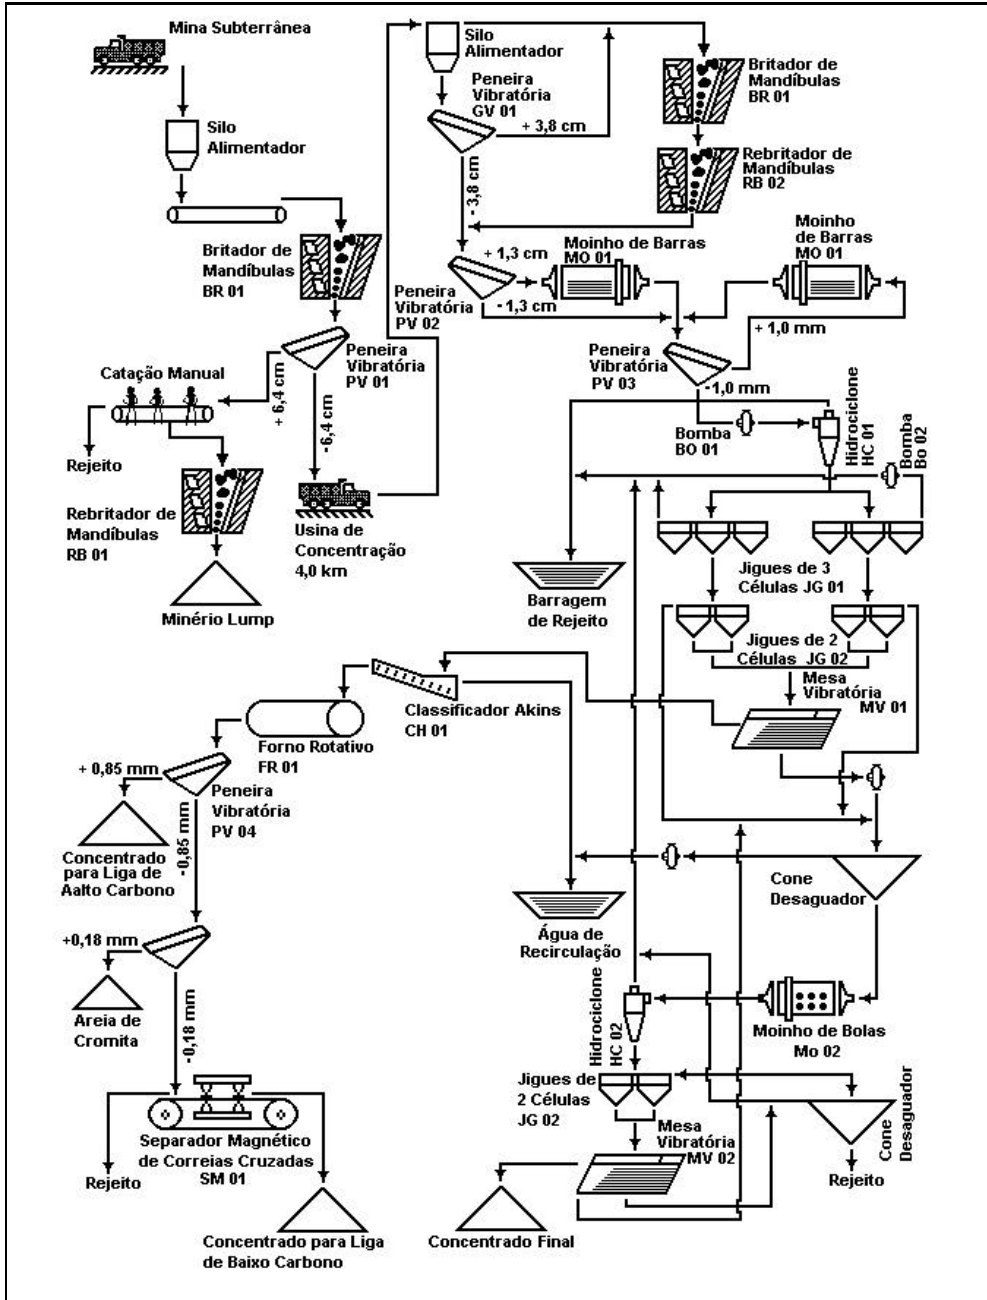 Mina Subterrânea
Silo
Alimentador
Britador de
Mandíbulas
BR 01
Peneira
Vibratória
PV 01
+ 6,4 cm
-6,4 cm
Catação Manual
Rejeito
Rebritador de
Mandíbulas
RB 01
Minério Lump
Usina de
Concentração
4,0 km
Silo
Alimentador
Peneira
Vibratória
GV 01
+ 3,8 cm
- 3,8 cm
Britador de
Mandíbulas
BR 01
Rebritador de
Mandíbulas
RB 02
Peneira
Vibratória
PV 02
+ 1,3 cm
- 1,3 cm
Moinho de Barras
MO 01
Moinho
de Barras
MO 01
+ 1,0 mm
Peneira
Vibratória
PV 03
-1,0 mm
Bomba
BO 01
Hidrociclone
HC 01
Bomba
Bo 02
Barragem
de Rejeito
Jigues de 3
Células JG 01
Jigues de 2
Células JG 02
Mesa
Vibratória
MV 01
Classificador Akins
CH 01
Forno Rotativo
FR 01
+ 0,85 mm
Peneira
Vibratória
PV 04
-0,85 mm
Concentrado
para Liga de
Aalto Carbono
+0,18 mm
-0,18 mm
Areia de
Cromita
Separador Magnético
de Correias Cruzadas
SM 01
Rejeito
Concentrado para Liga
de Baixo Carbono
Cone
Desaguador
Água de
Recirculação
Moinho de Bolas
Mo 02
Hidrociclone
HC 02
Jigues de
2 Células
JG 02
Mesa
Vibratória
MV 02
Cone
Desaguador
Rejeito
Concentrado Final